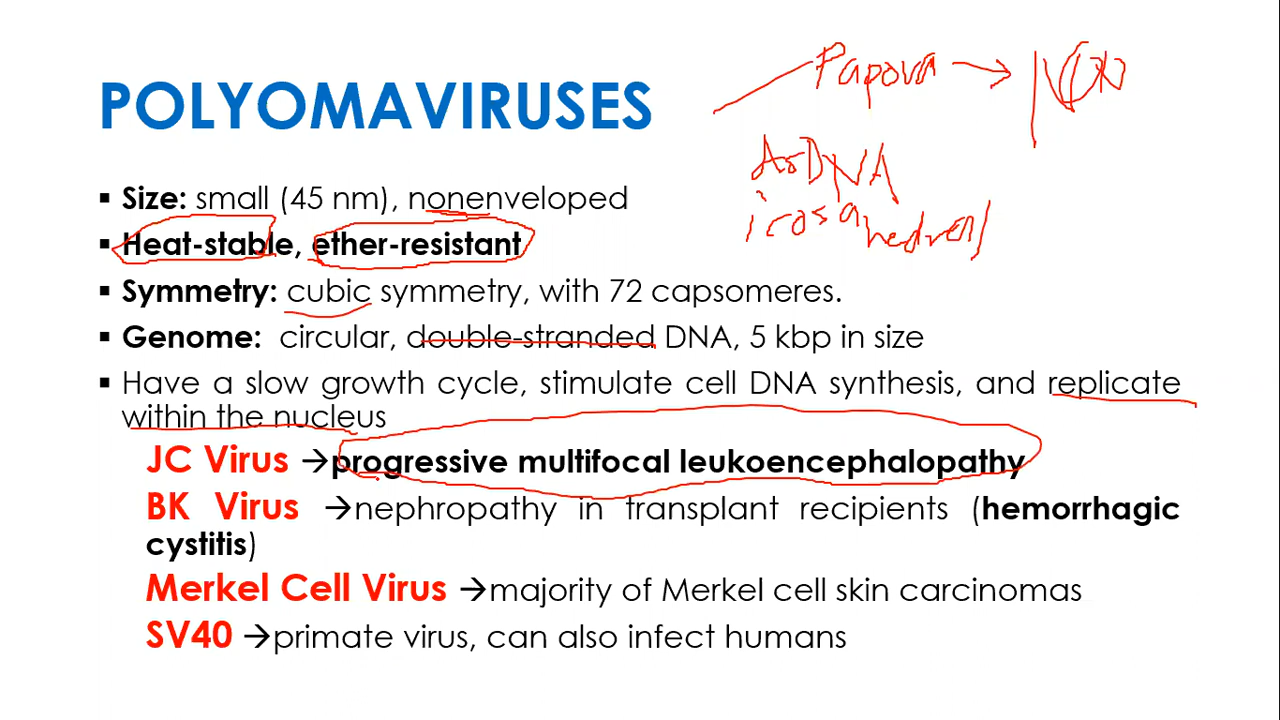 POLYOMAVIRUSES
Papova
DNA
icosahedral
▪ Size: small (45 nm), nonenveloped
▪ Heat-stable, ether-resistant
▪ Symmetry: cubic symmetry, with 72 capsomeres.
▪ Genome: circular, double-stranded DNA, 5 kbp in size
▪ Have a slow growth cycle, stimulate cell DNA synthesis, and replicate
within the nucleus
JC Virus →progressive multifocal leukoencephalopathy
BK Virus →nephropathy in transplant recipients (hemorrhagic
cystitis)
Merkel Cell Virus →majority of Merkel cell skin carcinomas
SV40 →primate virus, can also infect humans